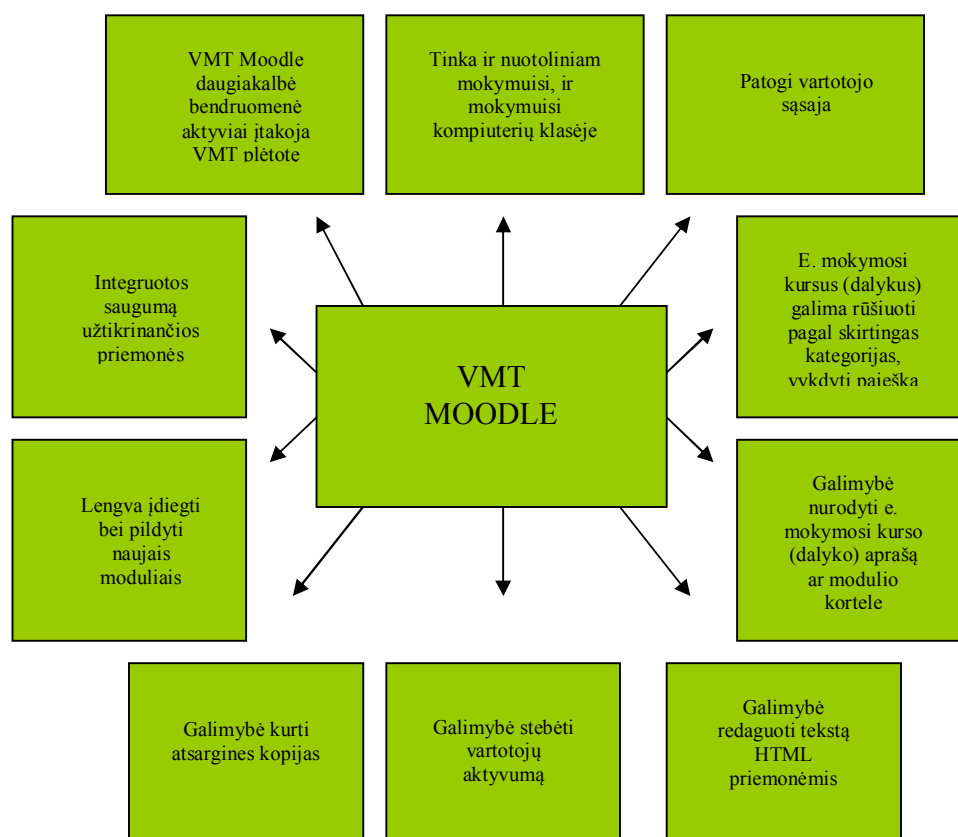 VMT Moodle
daugiakalbė
bendruomenė
aktyviai įtakoja
VMT plėtotę
Tinka ir nuotoliniam
mokymuisi, ir
mokymuisi
kompiuterių klasėje
Patogi vartotojo
sąsaja
Integruotos
saugumą
užtikrinančios
priemonės
VMT
MOODLE
E. mokymosi
kursus (dalykus)
galima rūšiuoti
pagal skirtingas
kategorijas,
vykdyti paiešką
Lengva įdiegti
bei pildyti
naujais
moduliais
Galimybė
nurodyti e.
mokymosi kurso
(dalyko) aprašą
ar modulio
kortelę
Galimybė kurti
atsargines kopijas
Galimybė stebėti
vartotojų
aktyvumą
Galimybė
redaguoti tekstą
HTML
priemonėmis